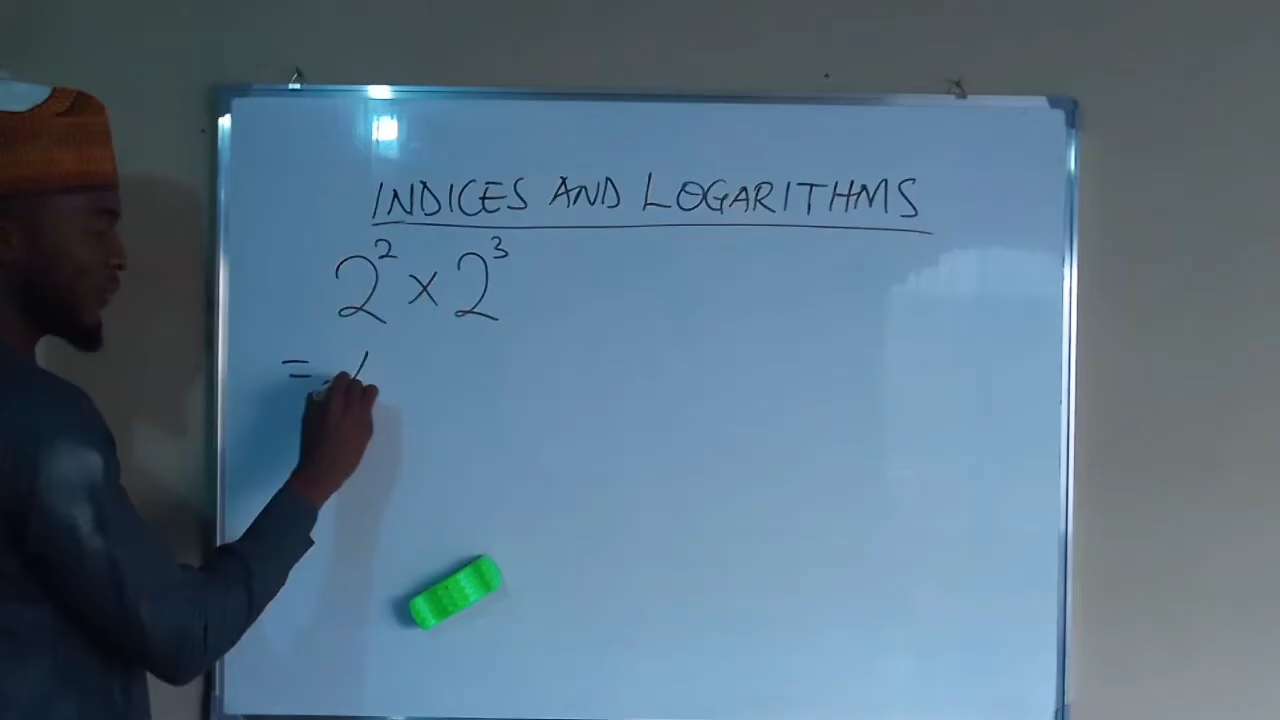 INDICES AND LOGARITHMS
2² × 2³
=